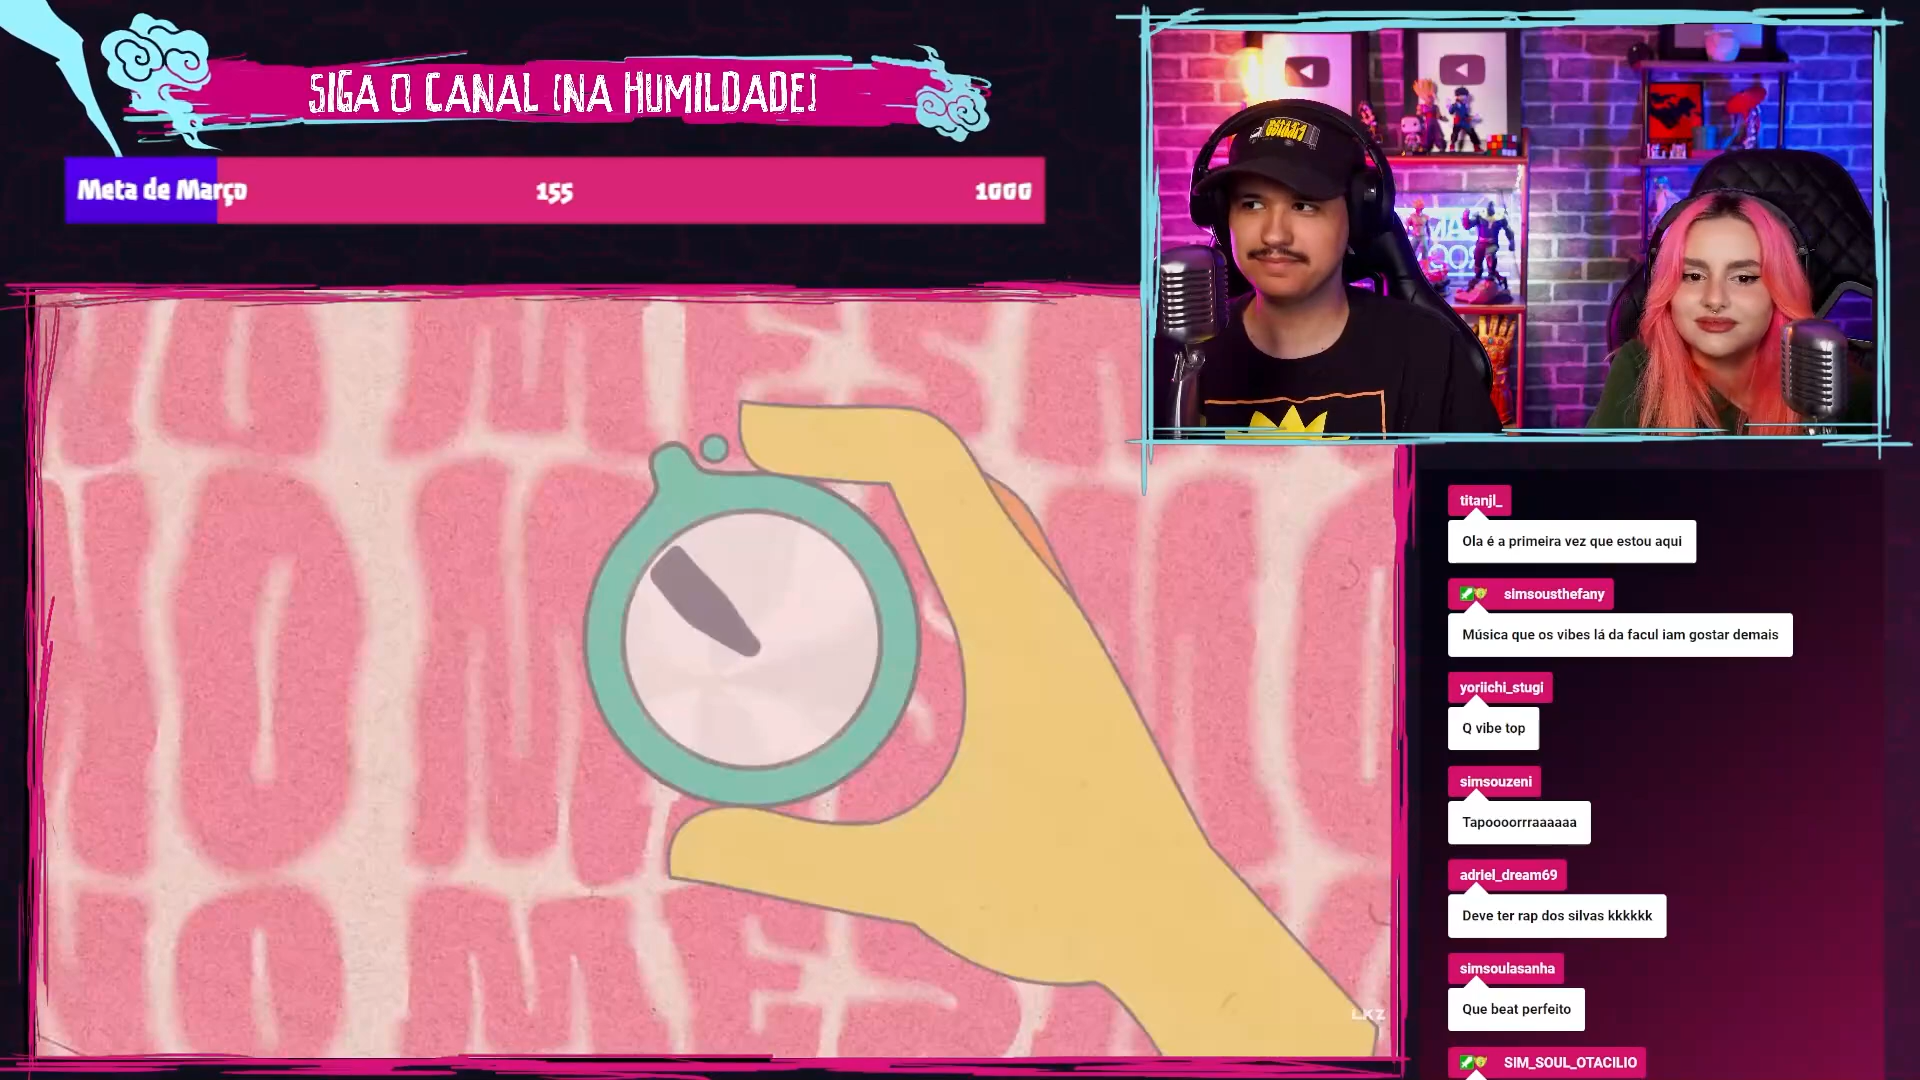 SIGA O CANAL (NA HUMILDADE)
Meta de Março 155 1000
titanjl_
Ola é a primeira vez que estou aqui
simsousthefany
Música que os vibes lá da facul iam gostar demais
yoriichi_stugi
Q vibe top
simsouzeni
Tapoooorrraaaaaa
adriel_dream69
Deve ter rap dos silvas kkkkkk
simsoulasanha
Que beat perfeito
SIM_SOUL_OTACILIO
LKZ